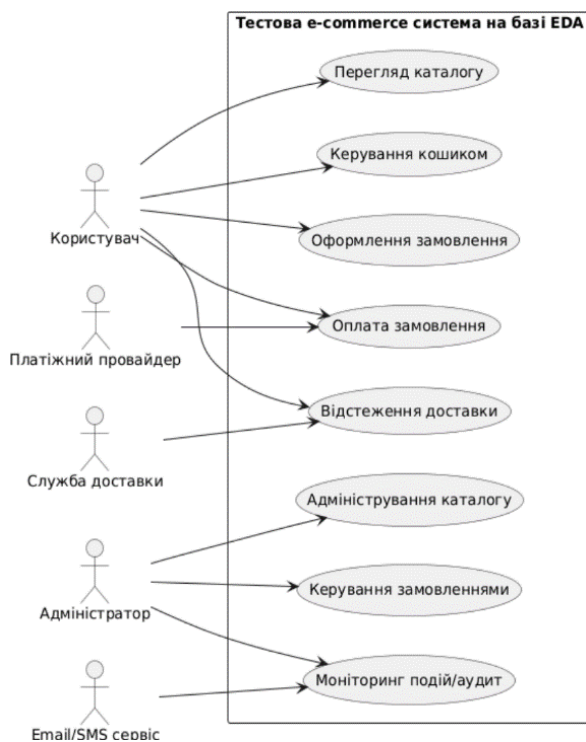 Тестова e-commerce система на базі EDA
Перегляд каталогу
Керування кошиком
Користувач
Оформлення замовлення
Оплата замовлення
Платіжний провайдер
Відстеження доставки
Служба доставки
Адміністрування каталогу
Керування замовленнями
Адміністратор
Моніторинг подій/аудит
Email/SMS сервіс